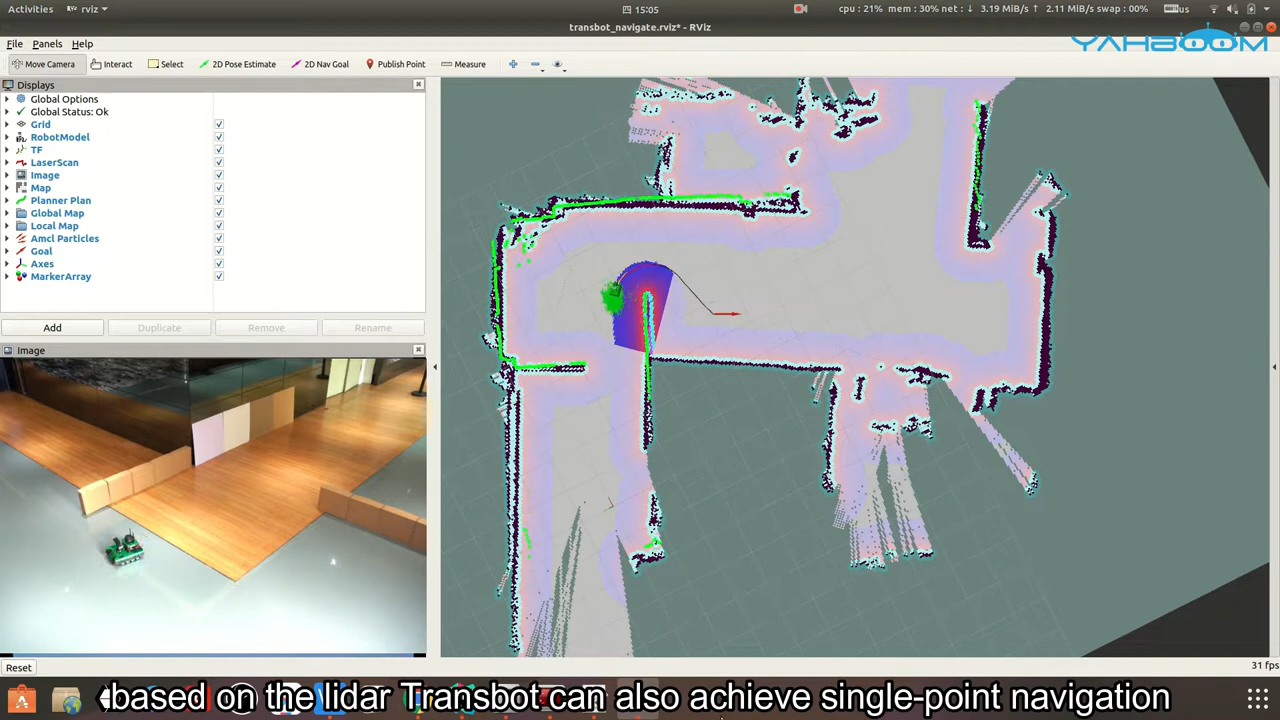 Activities
rviz
15:05
cpu : 21% mem : 30% net : 3.19 MiB/s 2.11 MiB/s swap : 00%
us
transbot_navigate.rviz* - RViz
YAHBOOM
File Panels Help
Move Camera Interact Select 2D Pose Estimate 2D Nav Goal Publish Point Measure
Displays
Global Options
Global Status: Ok
Grid
RobotModel
TF
LaserScan
Image
Map
Planner Plan
Global Map
Local Map
Amcl Particles
Goal
Axes
MarkerArray
Add Duplicate Remove Rename
Image
Reset
31 fps
based on the lidar Transbot can also achieve single-point navigation